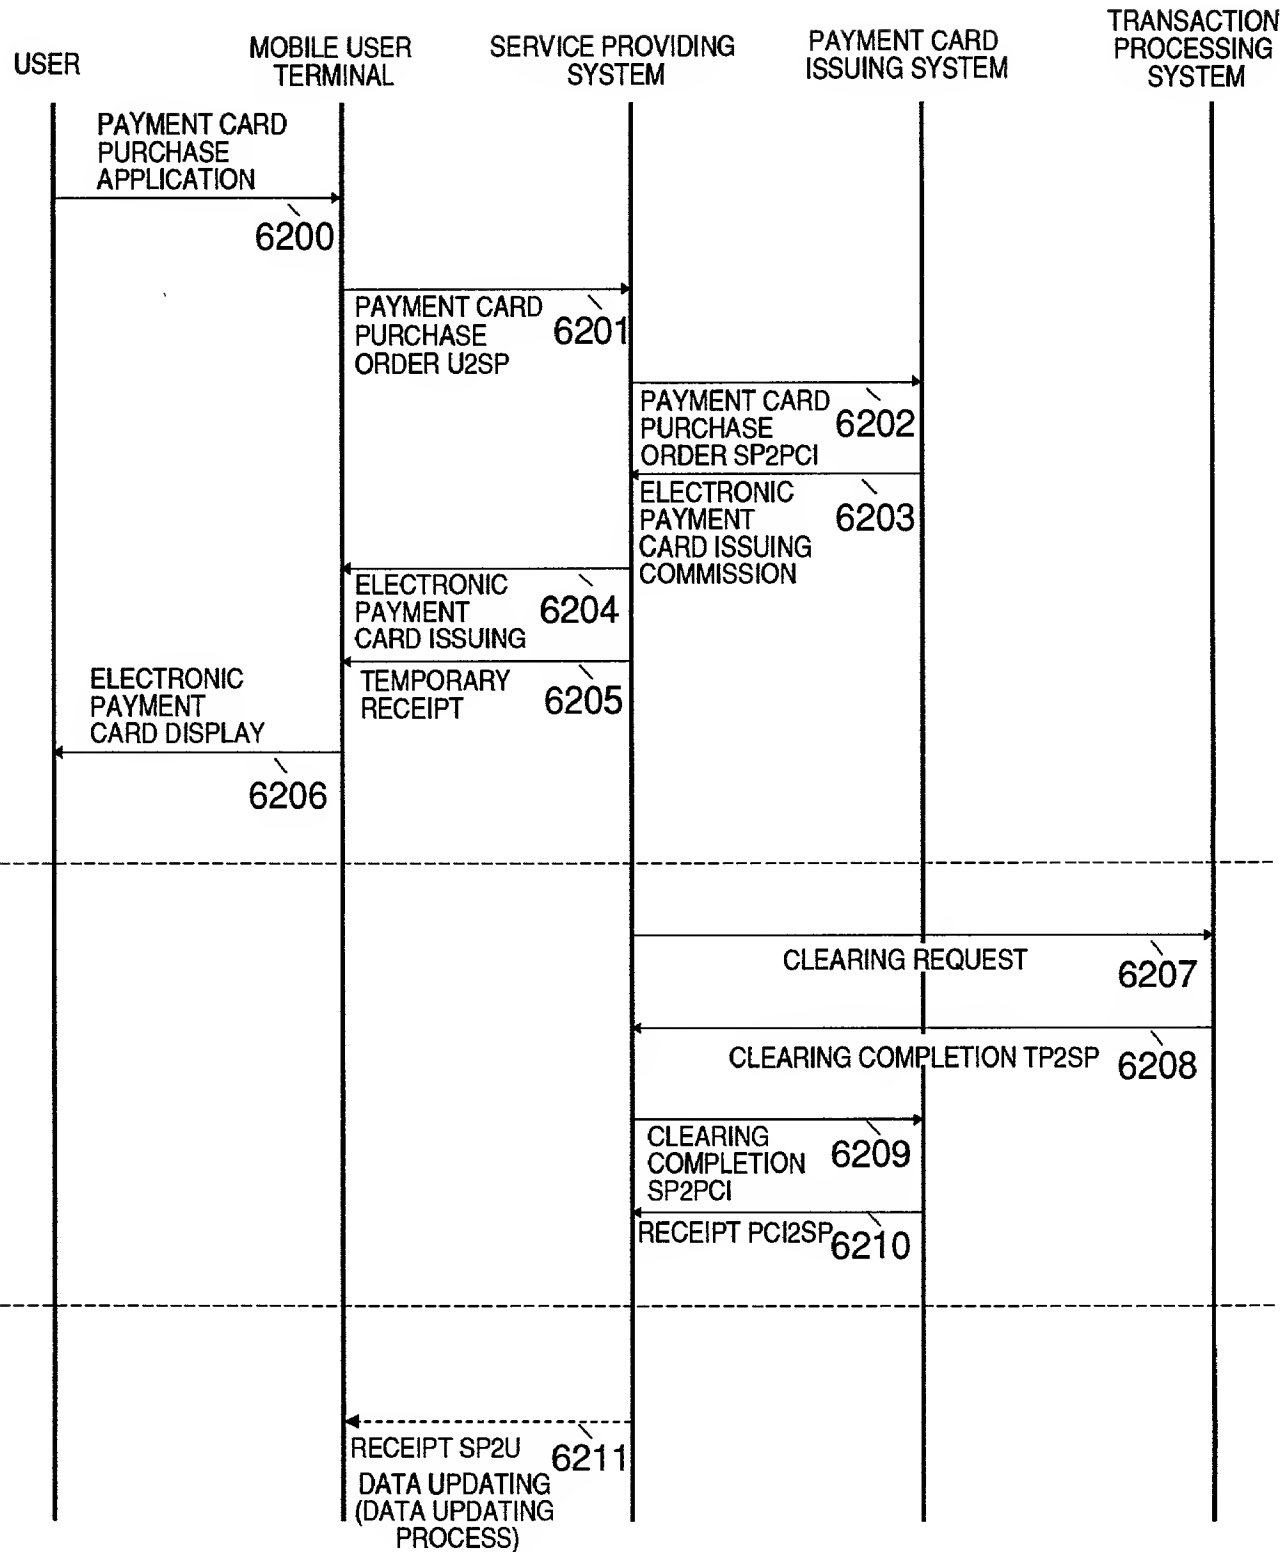 USER
MOBILE USER
TERMINAL
SERVICE PROVIDING
SYSTEM
PAYMENT CARD
ISSUING SYSTEM
TRANSACTION
PROCESSING
SYSTEM
PAYMENT CARD
PURCHASE
APPLICATION
6200
PAYMENT CARD
PURCHASE
ORDER U2SP
6201
PAYMENT CARD
PURCHASE
ORDER SP2PCI
6202
ELECTRONIC
PAYMENT
CARD ISSUING
COMMISSION
6203
ELECTRONIC
PAYMENT
CARD ISSUING
6204
TEMPORARY
RECEIPT
6205
ELECTRONIC
PAYMENT
CARD DISPLAY
6206
CLEARING REQUEST
6207
CLEARING COMPLETION TP2SP
6208
CLEARING
COMPLETION
SP2PCI
6209
RECEIPT PCI2SP
6210
RECEIPT SP2U
6211
DATA UPDATING
(DATA UPDATING
PROCESS)